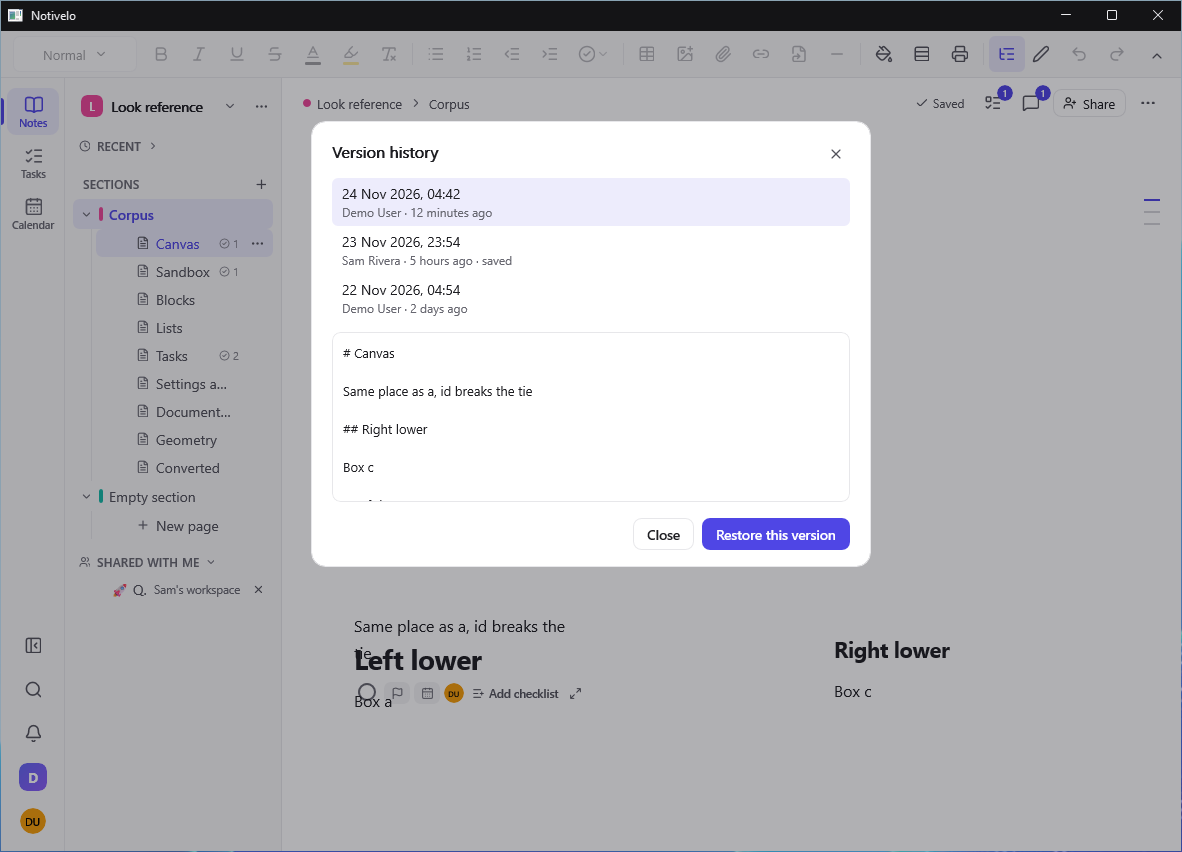 Notivelo
Normal
Notes
Tasks
Calendar
L Look reference
RECENT
SECTIONS
Corpus
Canvas 1
Sandbox 1
Blocks
Lists
Tasks 2
Settings a...
Document...
Geometry
Converted
Empty section
New page
SHARED WITH ME
Q. Sam's workspace
D
DU
Look reference > Corpus
Saved
1
1
Share
Version history
24 Nov 2026, 04:42
Demo User · 12 minutes ago
23 Nov 2026, 23:54
Sam Rivera · 5 hours ago · saved
22 Nov 2026, 04:54
Demo User · 2 days ago
# Canvas
Same place as a, id breaks the tie
## Right lower
Box c
Close
Restore this version
Same place as a, id breaks the
tie
Left lower
DU Add checklist
Box a
Right lower
Box c